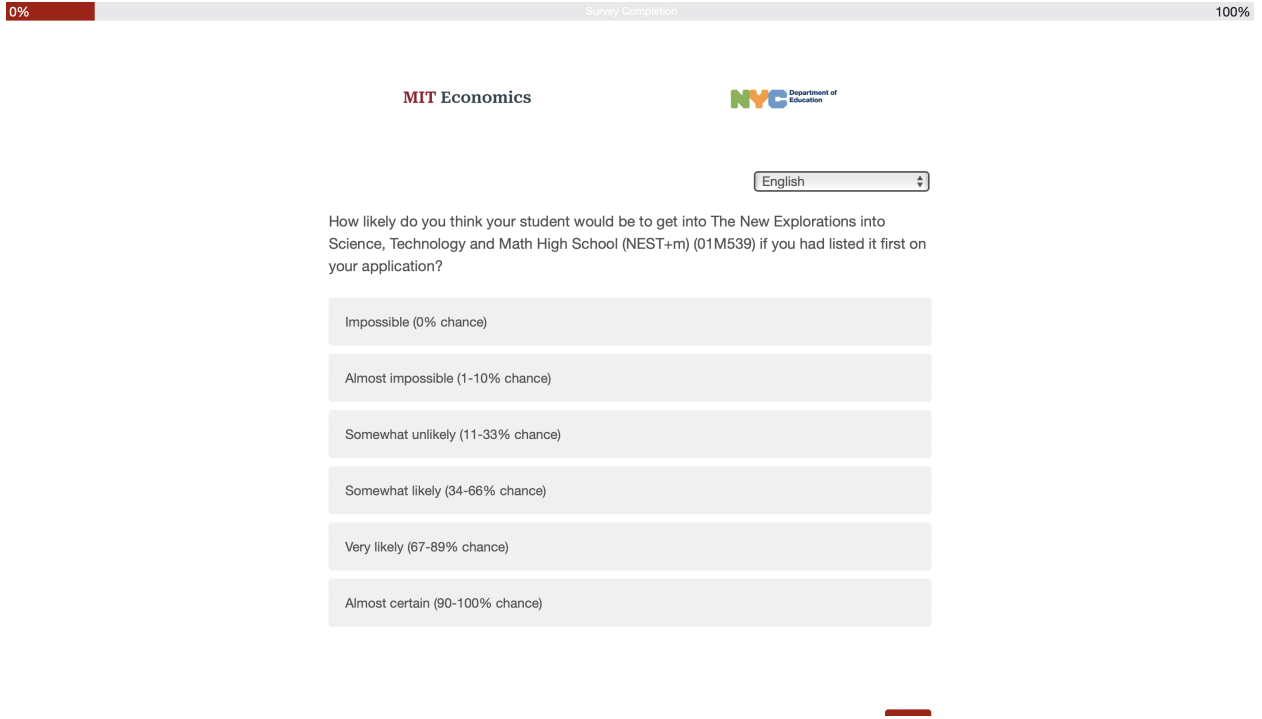 0% Survey Completion 100%
MIT Economics
NYC Department of Education
English
How likely do you think your student would be to get into The New Explorations into
Science, Technology and Math High School (NEST+m) (01M539) if you had listed it first on
your application?
Impossible (0% chance)
Almost impossible (1-10% chance)
Somewhat unlikely (11-33% chance)
Somewhat likely (34-66% chance)
Very likely (67-89% chance)
Almost certain (90-100% chance)